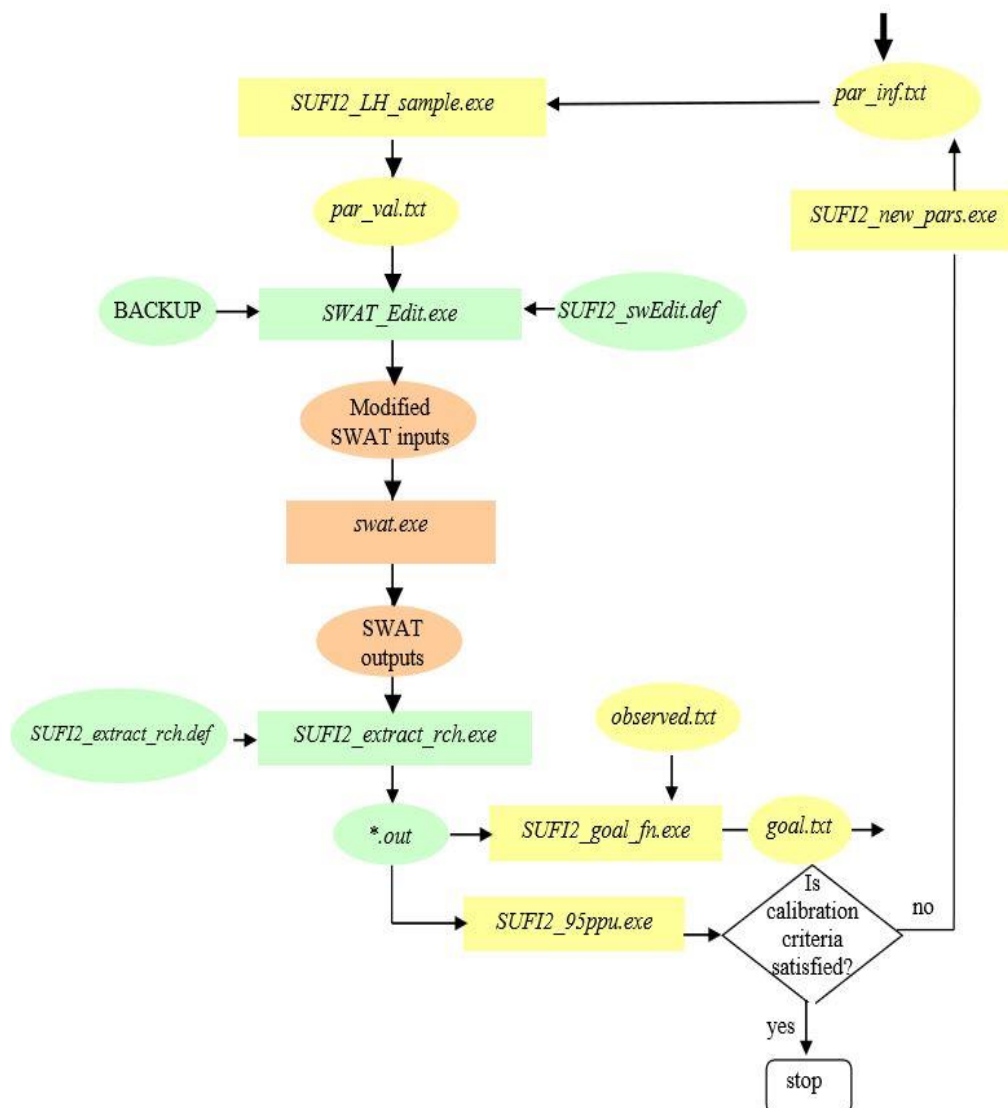 par_inf.txt
SUFI2_LH_sample.exe
par_val.txt
SUFI2_new_pars.exe
BACKUP
SWAT_Edit.exe
SUFI2_swEdit.def
Modified
SWAT inputs
swat.exe
SWAT
outputs
SUFI2_extract_rch.def
SUFI2_extract_rch.exe
observed.txt
*.out
SUFI2_goal_fn.exe
goal.txt
SUFI2_95ppu.exe
Is
calibration
criteria
satisfied?
no
yes
stop